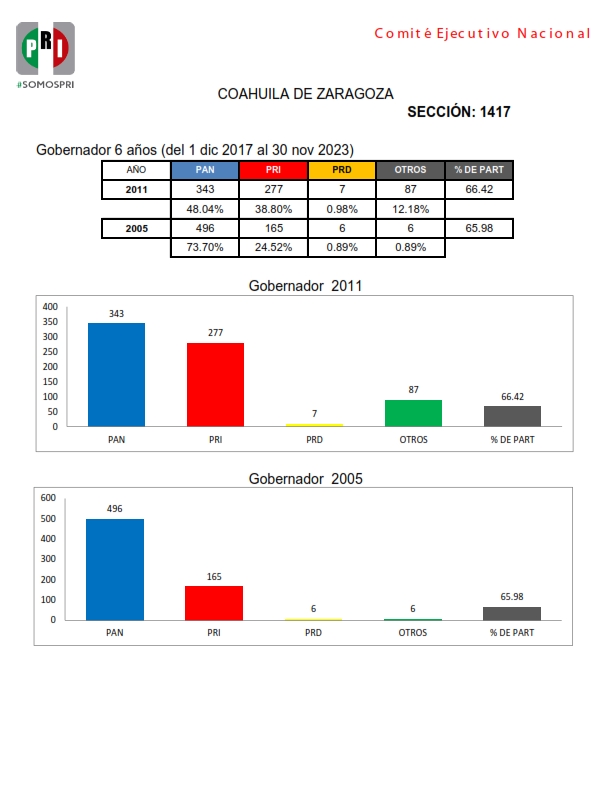 PRI
#SOMOSPRI
Comité Ejecutivo Nacional
COAHUILA DE ZARAGOZA
SECCIÓN: 1417
Gobernador 6 años (del 1 dic 2017 al 30 nov 2023)
AÑO PAN PRI PRD OTROS % DE PART
2011 343 277 7 87 66.42
48.04% 38.80% 0.98% 12.18%
2005 496 165 6 6 65.98
73.70% 24.52% 0.89% 0.89%
Gobernador 2011
400
350
300
250
200
150
100
50
0
343
277
7
87
66.42
PAN PRI PRD OTROS % DE PART
Gobernador 2005
600
500
400
300
200
100
0
496
165
6
6
65.98
PAN PRI PRD OTROS % DE PART